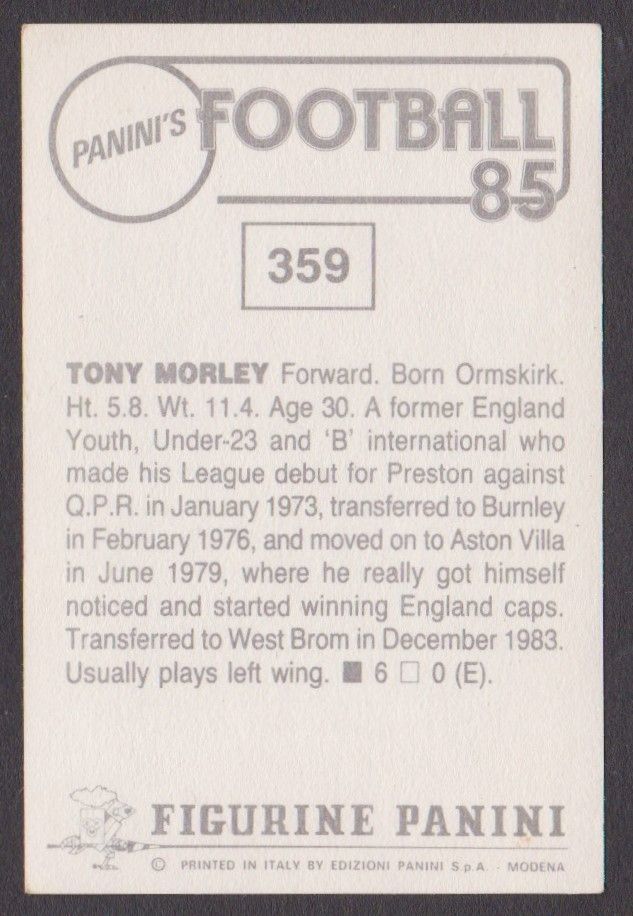 PANINI'S FOOTBALL
85
359
TONY MORLEY Forward. Born Ormskirk.
Ht. 5.8. Wt. 11.4. Age 30. A former England
Youth, Under-23 and ‘B’ international who
made his League debut for Preston against
Q.P.R. in January 1973, transferred to Burnley
in February 1976, and moved on to Aston Villa
in June 1979, where he really got himself
noticed and started winning England caps.
Transferred to West Brom in December 1983.
Usually plays left wing. ■ 6 □ 0 (E).
FIGURINE PANINI
© PRINTED IN ITALY BY EDIZIONI PANINI S.p.A. - MODENA